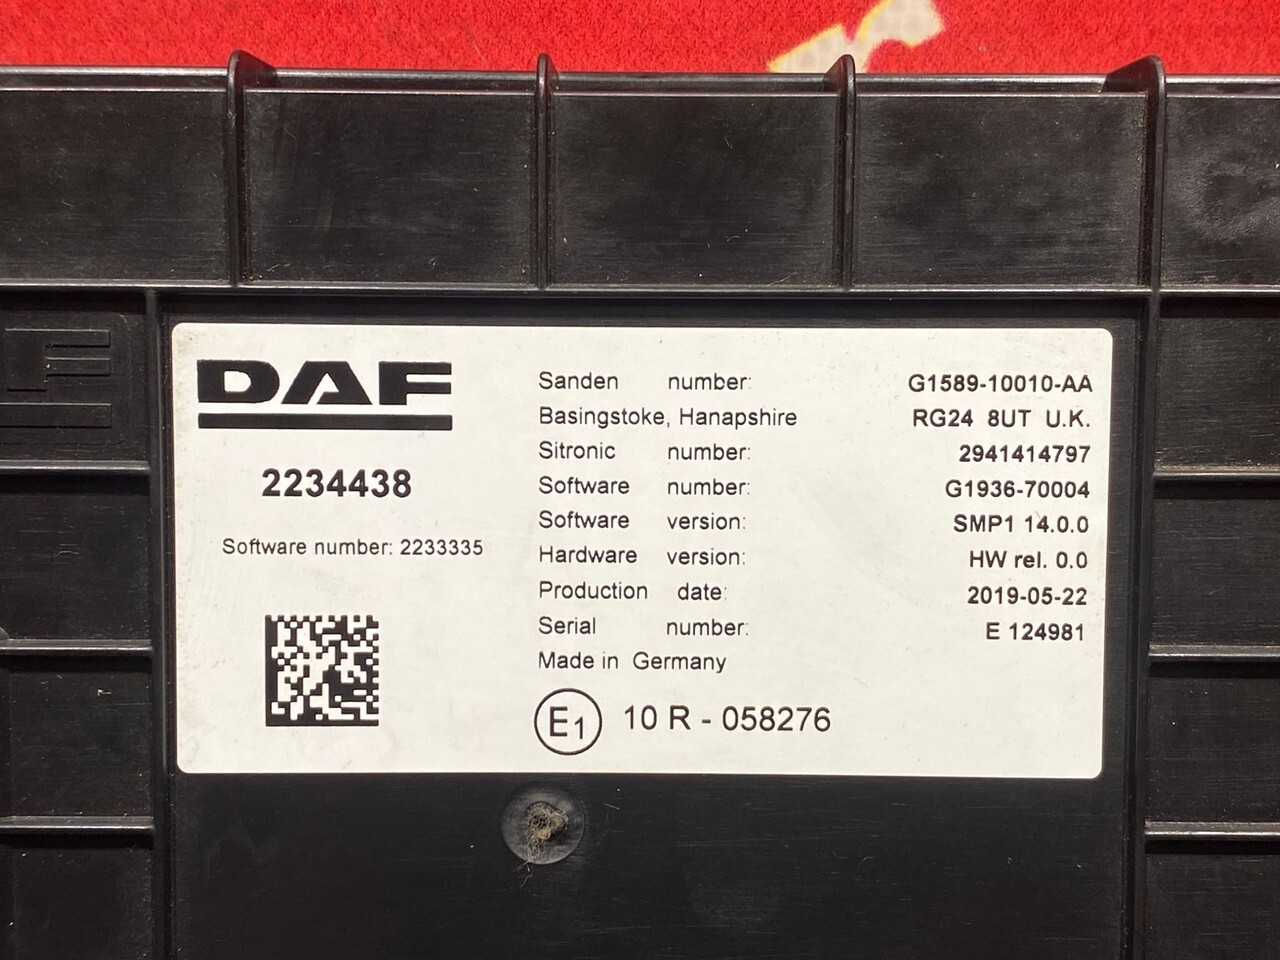 DAF
2234438
Software number: 2233335
Sanden number: G1589-10010-AA
Basingstoke, Hanapshire RG24 8UT U.K.
Sitronic number: 2941414797
Software number: G1936-70004
Software version: SMP1 14.0.0
Hardware version: HW rel. 0.0
Production date: 2019-05-22
Serial number: E 124981
Made in Germany
E1 10 R - 058276